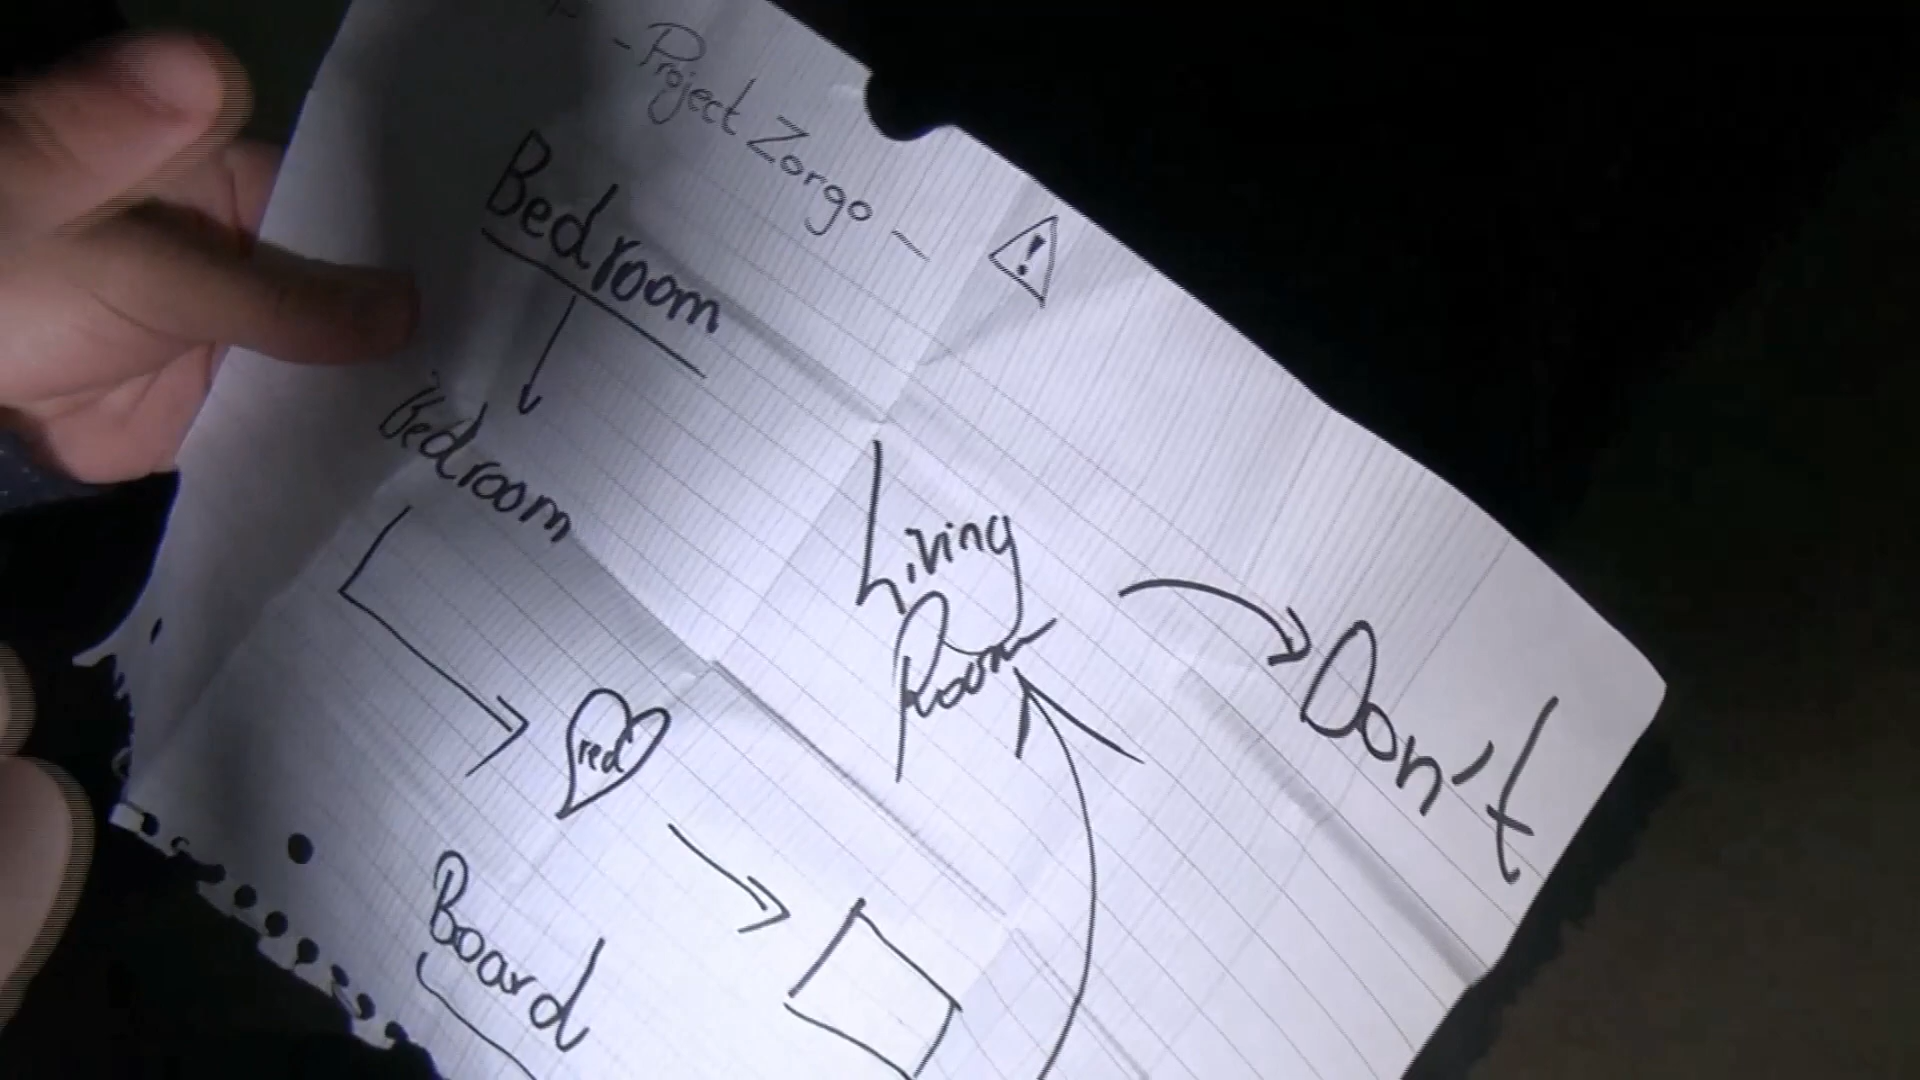 - Project Zorgo -
!
Bedroom
Bedroom
Living
Room
Don't
red
Board